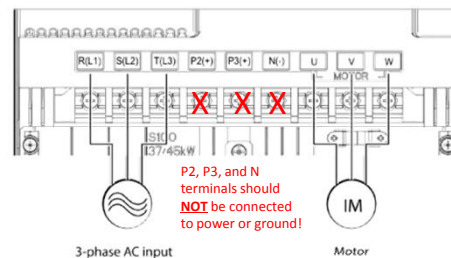 R(L1) S(L2) T(L3) P2(+) P3(+) N(-) U V W
MOTOR
X X X
S100
37/45kW
P2, P3, and N
terminals should
NOT be connected
to power or ground!
IM
3-phase AC input
Motor